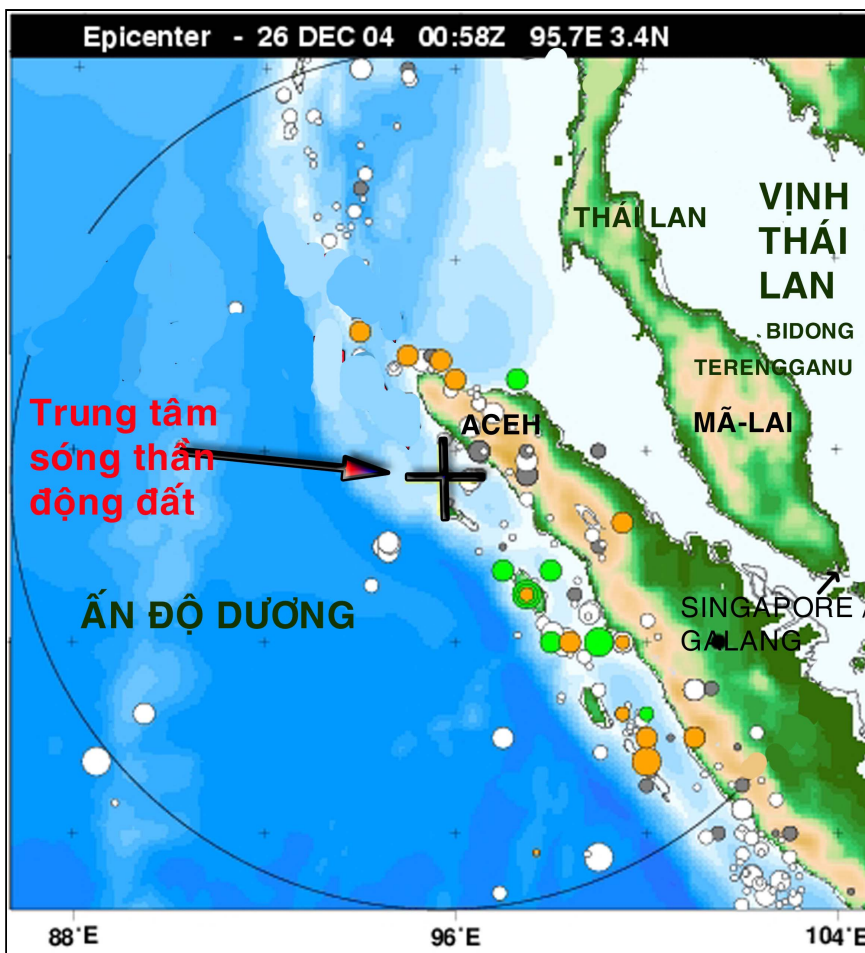 Epicenter - 26 DEC 04 00:58Z 95.7E 3.4N
THÁI LAN
VỊNH
THÁI
LAN
BIDONG
TERENGGANU
Trung tâm
sóng thần
động đất
ACEH
MÃ-LAI
ẤN ĐỘ DƯƠNG
SINGAPORE
GALANG
88°E
96°E
104°E